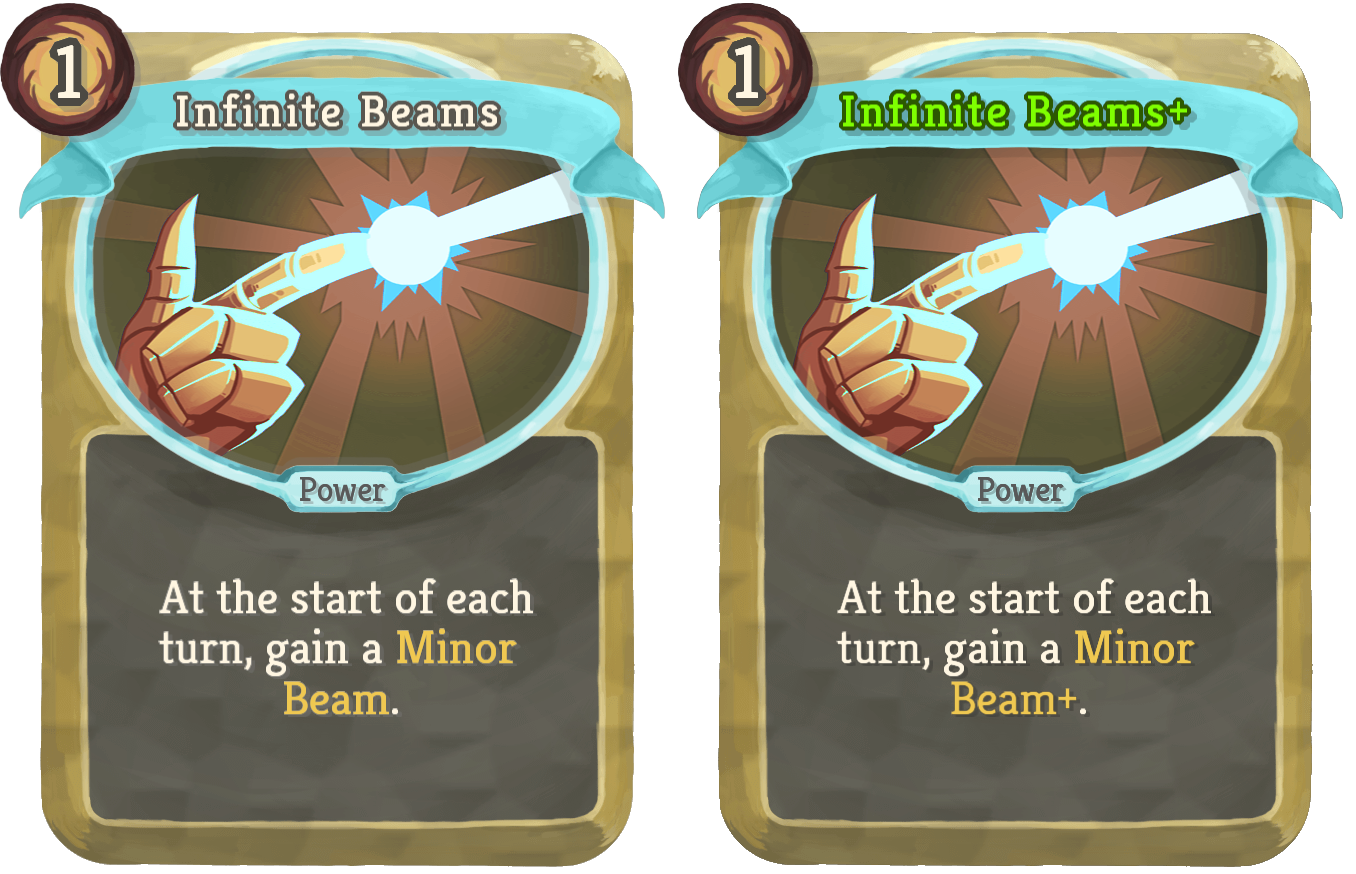 1
Infinite Beams
Power
At the start of each
turn, gain a Minor
Beam.
1
Infinite Beams+
Power
At the start of each
turn, gain a Minor
Beam+.